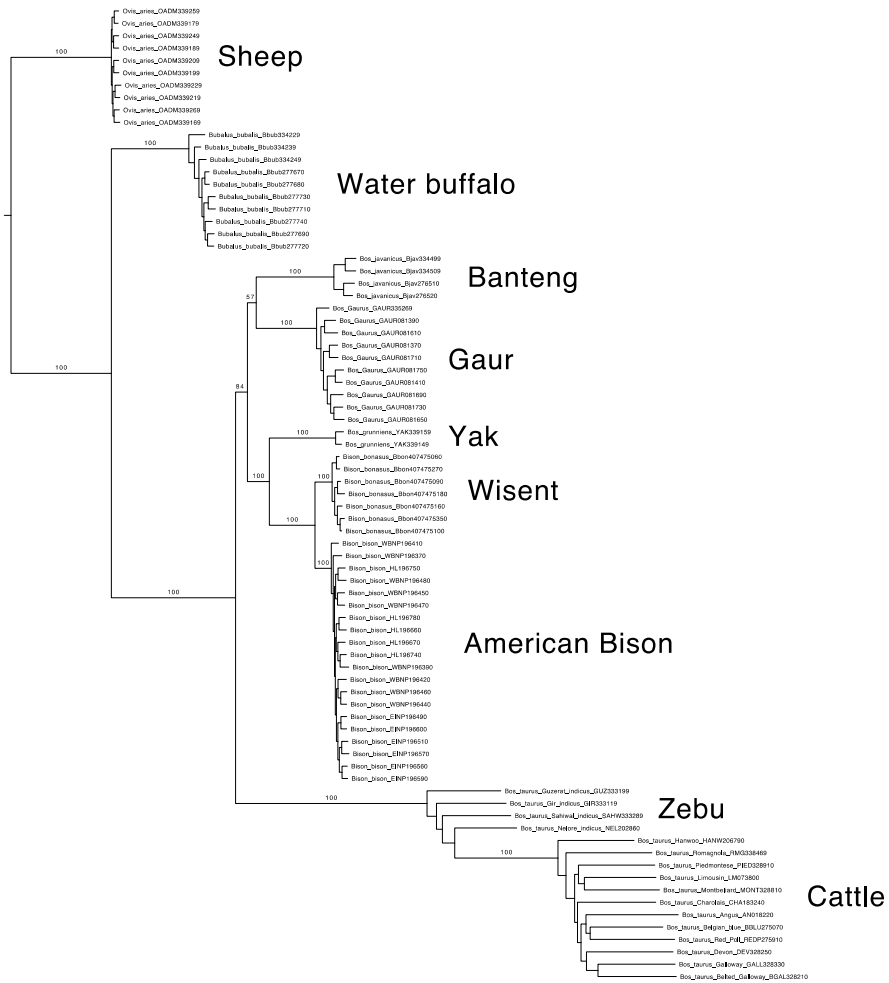 Ovis_aries_OADM339259
Ovis_aries_OADM339179
Ovis_aries_OADM339249
Ovis_aries_OADM339189
100
Sheep
Ovis_aries_OADM339209
Ovis_aries_OADM339199
Ovis_aries_OADM339229
Ovis_aries_OADM339219
Ovis_aries_OADM339269
Ovis_aries_OADM339169
Bubalus_bubalis_Bbub334229
100
Bubalus_bubalis_Bbub334239
Bubalus_bubalis_Bbub334249
Bubalus_bubalis_Bbub277670
Bubalus_bubalis_Bbub277680
Water buffalo
Bubalus_bubalis_Bbub277730
Bubalus_bubalis_Bbub277710
Bubalus_bubalis_Bbub277740
Bubalus_bubalis_Bbub277690
Bubalus_bubalis_Bbub277720
Bos_javanicus_Bjav334499
100
Bos_javanicus_Bjav334509
Banteng
Bos_javanicus_Bjav276510
Bos_javanicus_Bjav276520
57
Bos_Gaurus_GAUR335269
Bos_Gaurus_GAUR081390
100
Bos_Gaurus_GAUR081610
Bos_Gaurus_GAUR081370
Bos_Gaurus_GAUR081710
Gaur
100
Bos_Gaurus_GAUR081750
Bos_Gaurus_GAUR081410
84
Bos_Gaurus_GAUR081690
Bos_Gaurus_GAUR081730
Bos_Gaurus_GAUR081650
Bos_grunniens_YAK339159
100
Yak
Bos_grunniens_YAK339149
Bison_bonasus_Bbon407475060
Bison_bonasus_Bbon407475270
100
100
Bison_bonasus_Bbon407475090
Wisent
Bison_bonasus_Bbon407475180
Bison_bonasus_Bbon407475160
Bison_bonasus_Bbon407475350
100
Bison_bonasus_Bbon407475100
Bison_bison_WBNP196410
Bison_bison_WBNP196370
100
Bison_bison_HL196750
Bison_bison_WBNP196480
Bison_bison_WBNP196450
100
Bison_bison_WBNP196470
Bison_bison_HL196780
Bison_bison_HL196660
Bison_bison_HL196670
American Bison
Bison_bison_HL196740
Bison_bison_WBNP196390
Bison_bison_WBNP196420
Bison_bison_WBNP196460
Bison_bison_WBNP196440
Bison_bison_EINP196490
Bison_bison_EINP196600
Bison_bison_EINP196510
Bison_bison_EINP196570
Bison_bison_EINP196560
Bison_bison_EINP196590
Bos_taurus_Guzerat_indicus_GUZ333199
100
Bos_taurus_Gir_indicus_GIR333119
Zebu
Bos_taurus_Sahiwal_indicus_SAHW333289
Bos_taurus_Nelore_indicus_NEL202860
Bos_taurus_Hanwoo_HANW206790
100
Bos_taurus_Romagnola_RMG338469
Bos_taurus_Piedmontese_PIED328910
Bos_taurus_Limousin_LM073800
Bos_taurus_Montbeliard_MONT328810
Cattle
Bos_taurus_Charolais_CHA183240
Bos_taurus_Angus_AN018220
Bos_taurus_Belgian_blue_BBLU275070
Bos_taurus_Red_Poll_REDP275910
Bos_taurus_Devon_DEV328250
Bos_taurus_Galloway_GALL328330
Bos_taurus_Belted_Galloway_BGAL328210